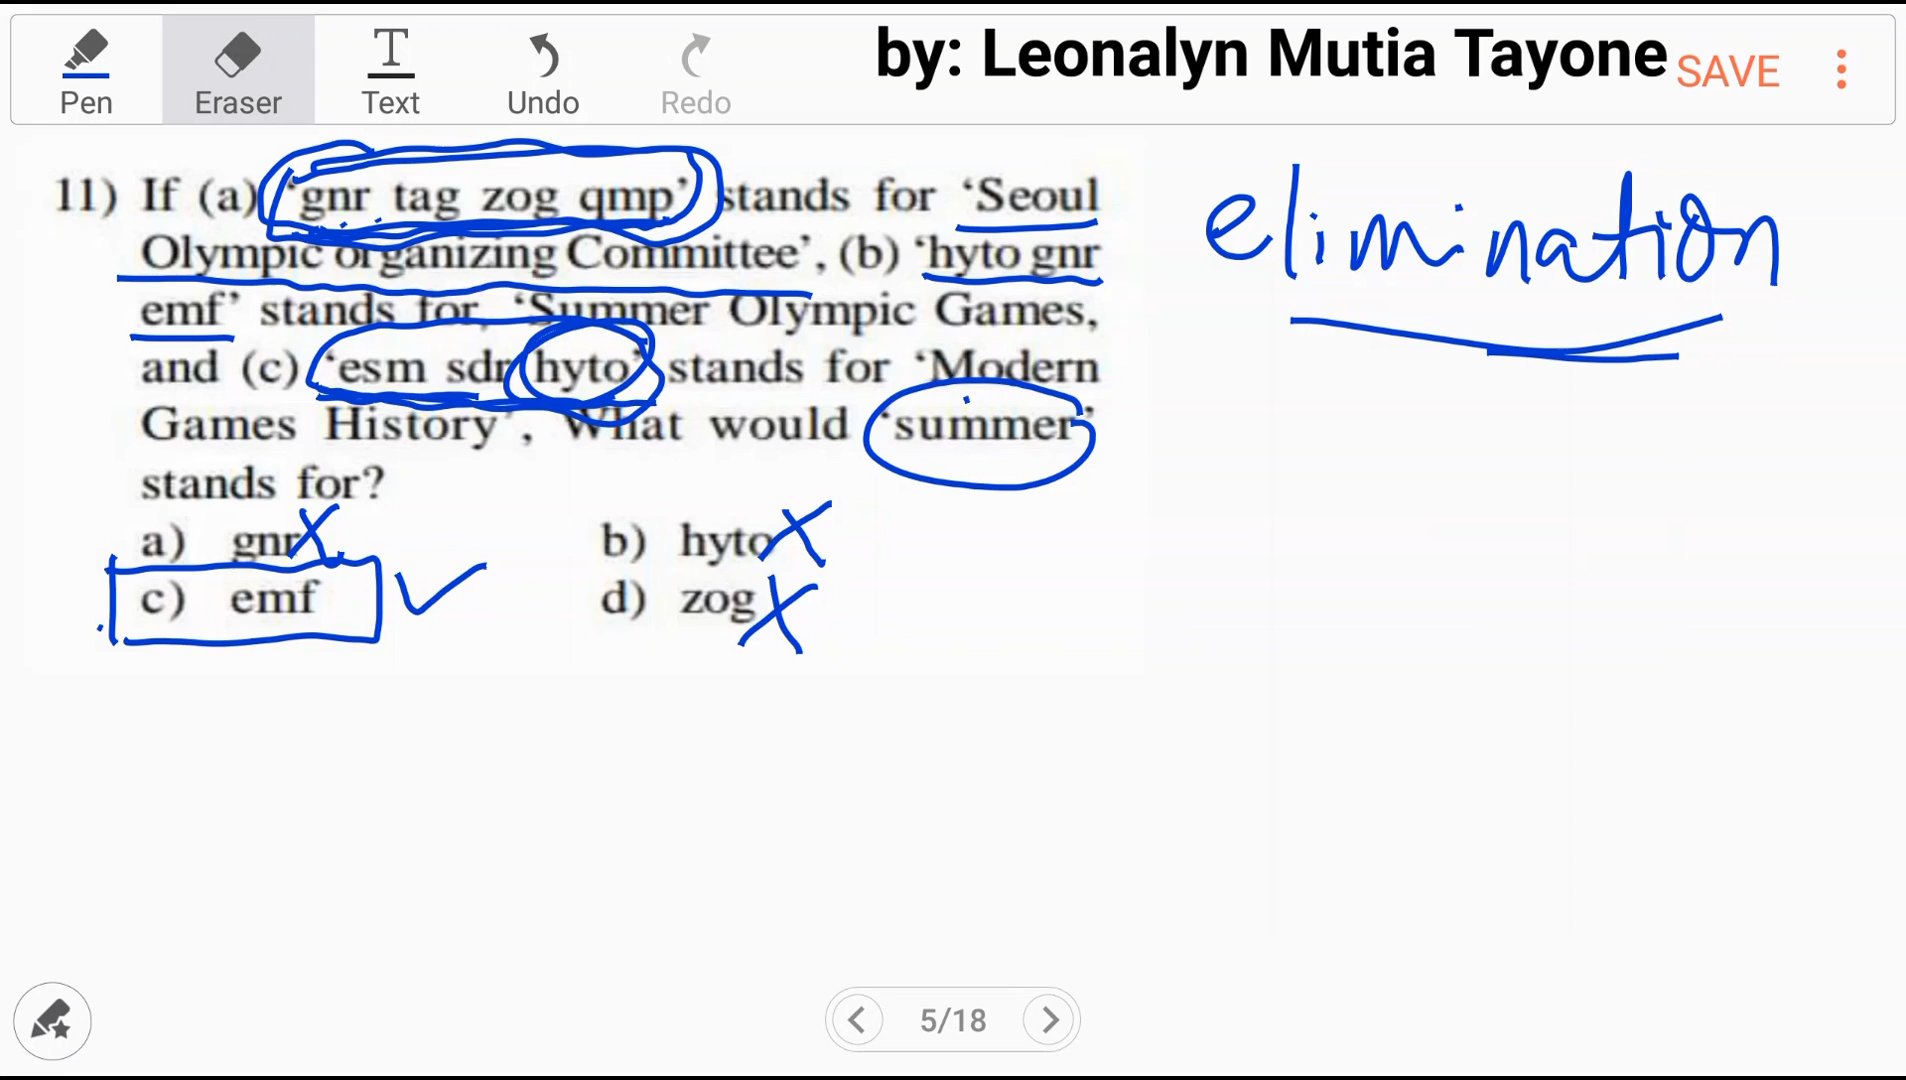 by: Leonalyn Mutia Tayone
SAVE
Pen
Eraser
T
Text
Undo
Redo
11) If (a) ‘gnr tag zog qmp’ stands for ‘Seoul
Olympic organizing Committee’, (b) ‘hyto gnr
emf’ stands for, ‘Summer Olympic Games,
and (c) ‘esm sdr hyto’ stands for ‘Modern
Games History’, What would ‘summer’
stands for?
a) gnr
b) hyto
c) emf
d) zog
elimination
5/18